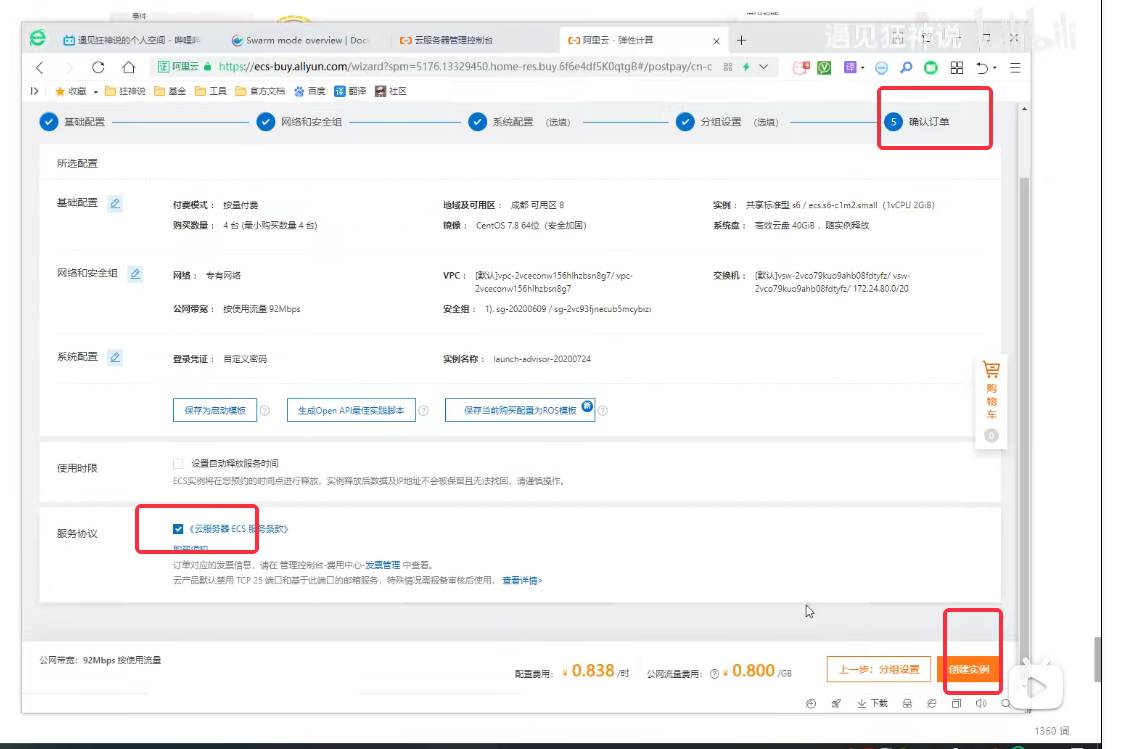 遇见狂神说
遇见狂神说的个人空间 - 哔哩哔
Swarm mode overview | Doc
云服务器管理控制台
阿里云 - 弹性计算
阿里云
https://ecs-buy.aliyun.com/wizard?spm=5176.13329450.home-res.buy.6f6e4df5K0qtgB#/postpay/cn-c
收藏 狂神说 基金 工具 官方文档 百度 翻译 社区
基础配置 网络和安全组 系统配置 (选填) 分组设置 (选填) 5 确认订单
所选配置
基础配置 付费模式: 按量付费 地域及可用区: 成都 可用区 B 实例: 共享标准型 s6 / ecs.s6-c1m2.small (1vCPU 2GiB)
购买数量: 4 台 (最小购买数量 4 台) 镜像: CentOS 7.8 64位 (安全加固) 系统盘: 高效云盘 40GiB , 随实例释放
网络和安全组 网络: 专有网络 VPC: [默认]vpc-2vceconw156hlhzbsn8g7/ vpc- 交换机: [默认]vsw-2vco79kuo9ahb08fdtyfz/ vsw-
2vceconw156hlhzbsn8g7 2vco79kuo9ahb08fdtyfz/ 172.24.80.0/20
公网带宽: 按使用流量 92Mbps 安全组: 1). sg-20200609 / sg-2vc93fjnecub5mcybizi
系统配置 登录凭证: 自定义密码 实例名称: launch-advisor-20200724
保存为启动模板 ? 生成Open API最佳实践脚本 ? 保存当前购买配置为ROS模板 新 ?
购
物
车
0
使用时限 设置自动释放服务时间
ECS实例将在您预约的时间点进行释放，实例释放后数据及IP地址不会被保留且无法找回，请谨慎操作。
服务协议 《云服务器 ECS 服务条款》
订单对应的发票信息，请在 管理控制台-费用中心-发票管理 中查看。
云产品默认禁用 TCP 25 端口和基于此端口的邮箱服务，特殊情况需报备审核后使用， 查看详情>
公网带宽: 92Mbps 按使用流量
配置费用: ¥ 0.838 /时 公网流量费用: ? ¥ 0.800 /GB 上一步：分组设置 创建实例
下载
1360 词